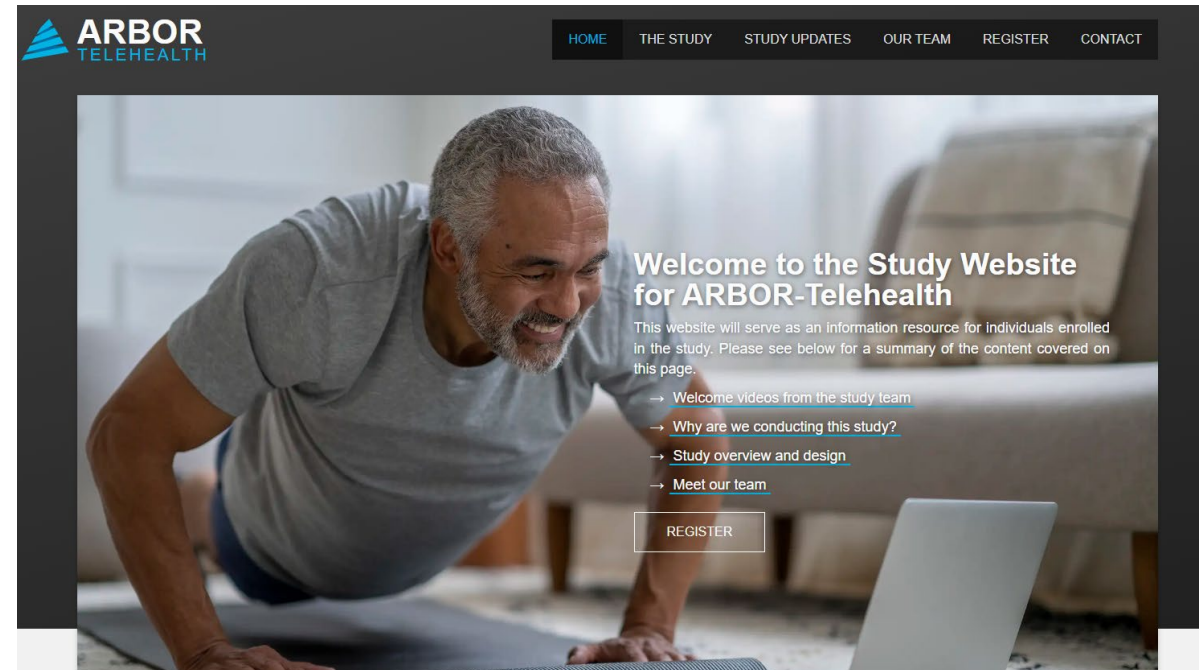 ARBOR
TELEHEALTH
HOME THE STUDY STUDY UPDATES OUR TEAM REGISTER CONTACT
Welcome to the Study Website
for ARBOR-Telehealth
This website will serve as an information resource for individuals enrolled
in the study. Please see below for a summary of the content covered on
this page.
→ Welcome videos from the study team
→ Why are we conducting this study?
→ Study overview and design
→ Meet our team
REGISTER